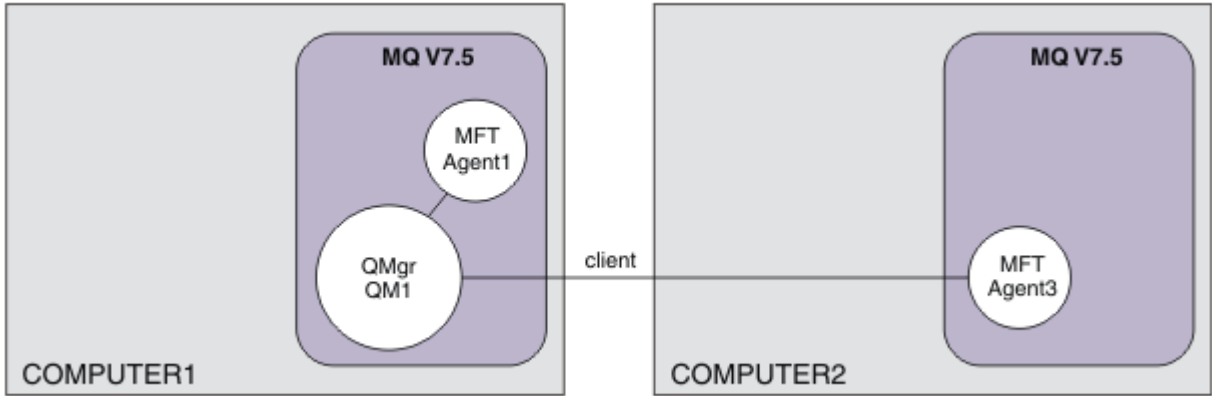 MQ V7.5
MFT
Agent1
QMgr
QM1
COMPUTER1
client
MQ V7.5
MFT
Agent3
COMPUTER2